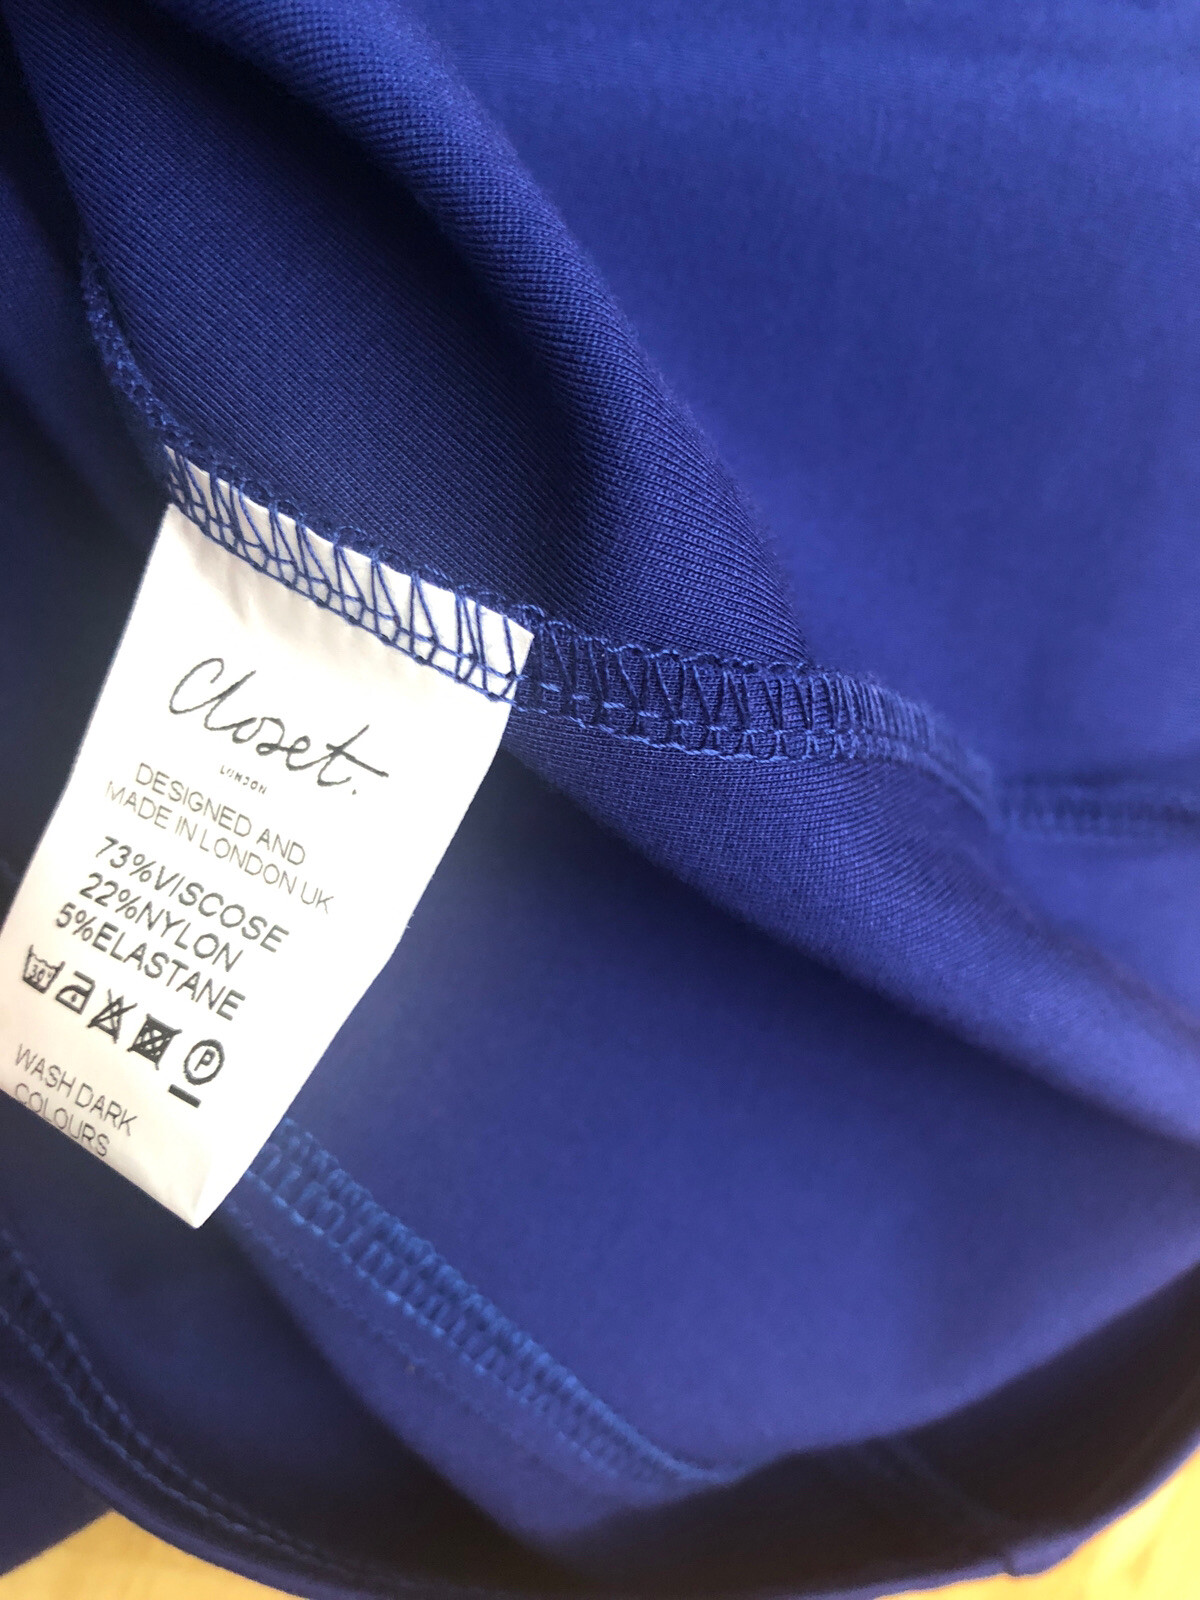 Closet.
LONDON
DESIGNED AND
MADE IN LONDON UK
73%VISCOSE
22%NYLON
5%ELASTANE
30°
P
WASH DARK
COLOURS